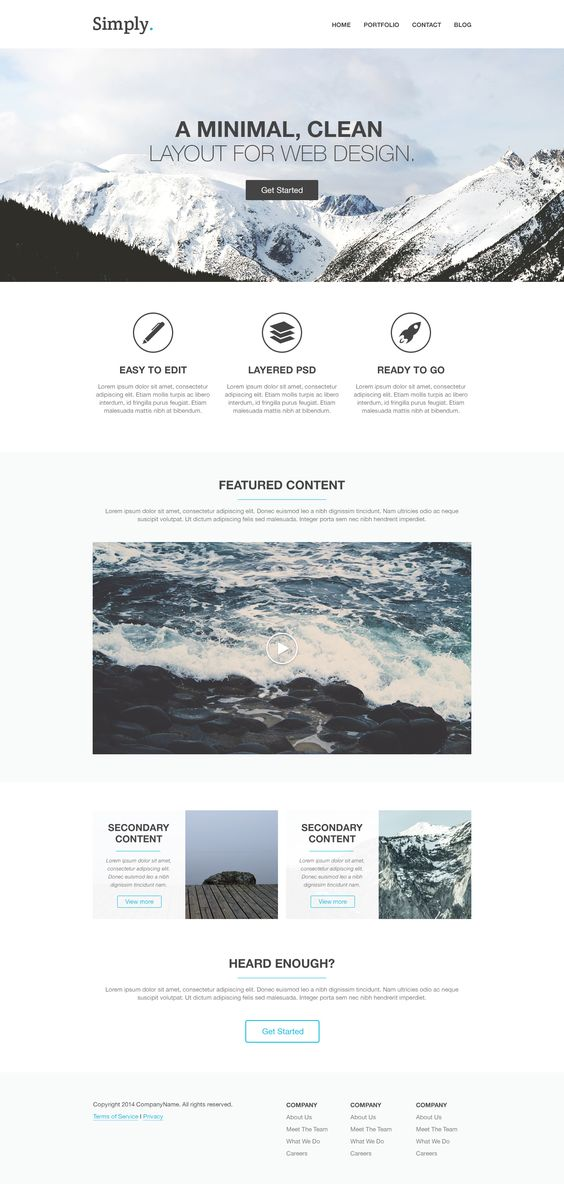 Simply.
HOME PORTFOLIO CONTACT BLOG
A MINIMAL, CLEAN
LAYOUT FOR WEB DESIGN.
Get Started
EASY TO EDIT
Lorem ipsum dolor sit amet, consectetur
adipiscing elit. Etiam mollis turpis ac libero
interdum, id fringilla purus feugiat. Etiam
malesuada mattis nibh at bibendum.
LAYERED PSD
Lorem ipsum dolor sit amet, consectetur
adipiscing elit. Etiam mollis turpis ac libero
interdum, id fringilla purus feugiat. Etiam
malesuada mattis nibh at bibendum.
READY TO GO
Lorem ipsum dolor sit amet, consectetur
adipiscing elit. Etiam mollis turpis ac libero
interdum, id fringilla purus feugiat. Etiam
malesuada mattis nibh at bibendum.
FEATURED CONTENT
Lorem ipsum dolor sit amet, consectetur adipiscing elit. Donec euismod leo a nibh dignissim tincidunt. Nam ultricies odio ac neque
suscipit volutpat. Ut dictum adipiscing felis sed malesuada. Integer porta sem nec nibh hendrerit imperdiet.
SECONDARY
CONTENT
Lorem ipsum dolor sit amet,
consectetur adipiscing elit.
Donec euismod leo a nibh
dignissim tincidunt nam.
View more
SECONDARY
CONTENT
Lorem ipsum dolor sit amet,
consectetur adipiscing elit.
Donec euismod leo a nibh
dignissim tincidunt nam.
View more
HEARD ENOUGH?
Lorem ipsum dolor sit amet, consectetur adipiscing elit. Donec euismod leo a nibh dignissim tincidunt. Nam ultricies odio ac neque
suscipit volutpat. Ut dictum adipiscing felis sed malesuada. Integer porta sem nec nibh hendrerit imperdiet.
Get Started
Copyright 2014 CompanyName. All rights reserved.
Terms of Service | Privacy
COMPANY
About Us
Meet The Team
What We Do
Careers
COMPANY
About Us
Meet The Team
What We Do
Careers
COMPANY
About Us
Meet The Team
What We Do
Careers